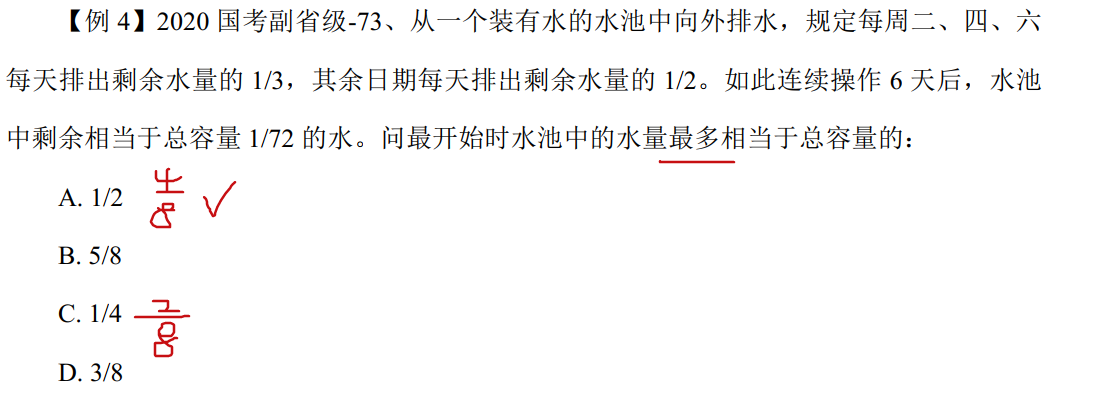 【例 4】2020 国考副省级-73、从一个装有水的水池中向外排水，规定每周二、四、六
每天排出剩余水量的 1/3，其余日期每天排出剩余水量的 1/2。如此连续操作 6 天后，水池
中剩余相当于总容量 1/72 的水。问最开始时水池中的水量最多相当于总容量的：
A. 1/2 4/8 ✓
B. 5/8
C. 1/4 2/8
D. 3/8